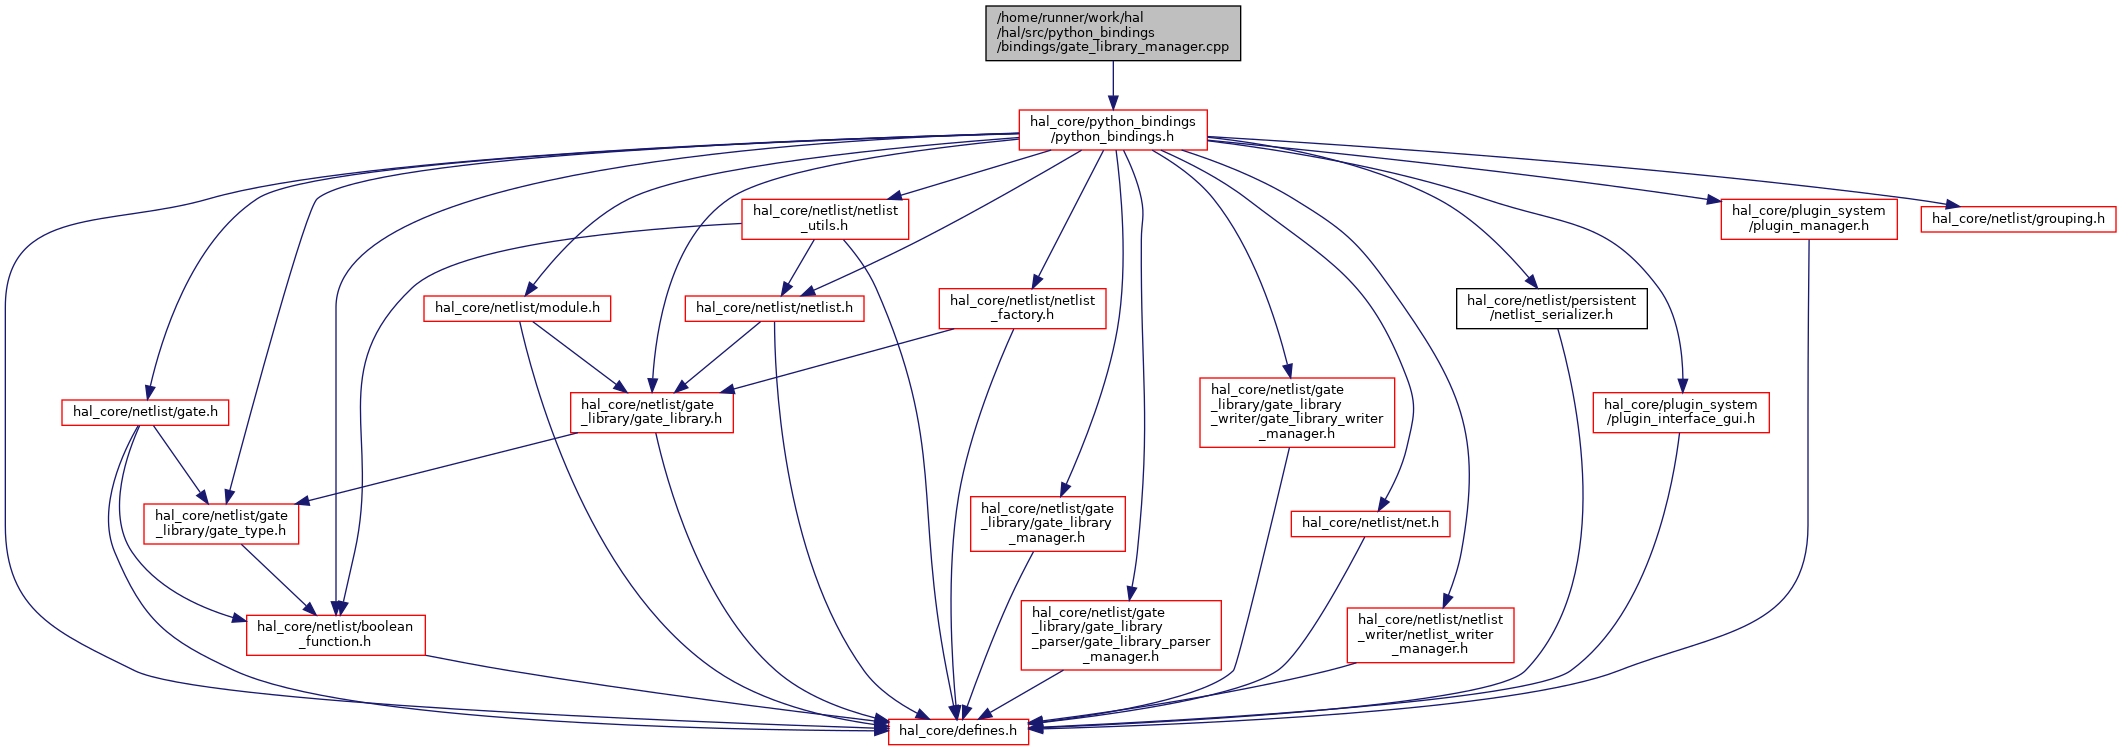 /home/runner/work/hal
/hal/src/python_bindings
/bindings/gate_library_manager.cpp
hal_core/python_bindings
/python_bindings.h
hal_core/netlist/netlist
_utils.h
hal_core/plugin_system
/plugin_manager.h
hal_core/netlist/grouping.h
hal_core/netlist/module.h
hal_core/netlist/netlist.h
hal_core/netlist/netlist
_factory.h
hal_core/netlist/persistent
/netlist_serializer.h
hal_core/netlist/gate.h
hal_core/netlist/gate
_library/gate_library.h
hal_core/netlist/gate
_library/gate_library
_writer/gate_library_writer
_manager.h
hal_core/plugin_system
/plugin_interface_gui.h
hal_core/netlist/gate
_library/gate_type.h
hal_core/netlist/gate
_library/gate_library
_manager.h
hal_core/netlist/net.h
hal_core/netlist/boolean
_function.h
hal_core/netlist/gate
_library/gate_library
_parser/gate_library_parser
_manager.h
hal_core/netlist/netlist
_writer/netlist_writer
_manager.h
hal_core/defines.h